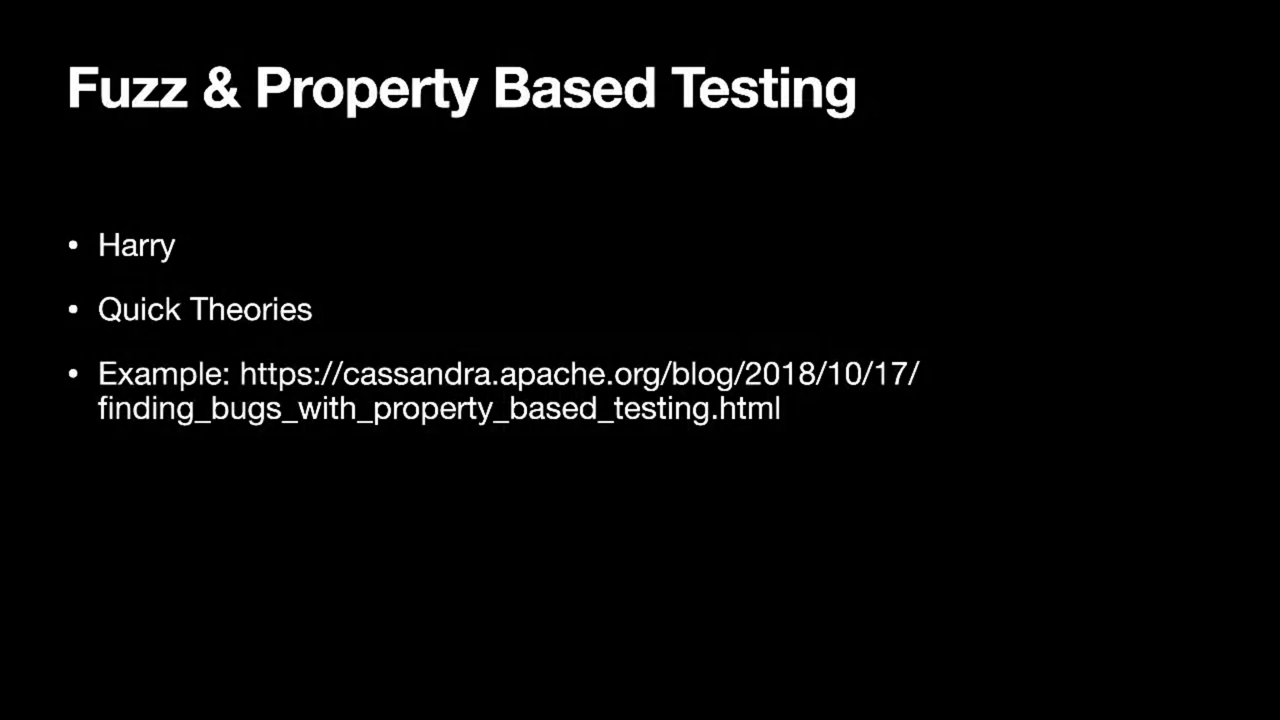 Fuzz & Property Based Testing
• Harry
• Quick Theories
• Example: https://cassandra.apache.org/blog/2018/10/17/
finding_bugs_with_property_based_testing.html